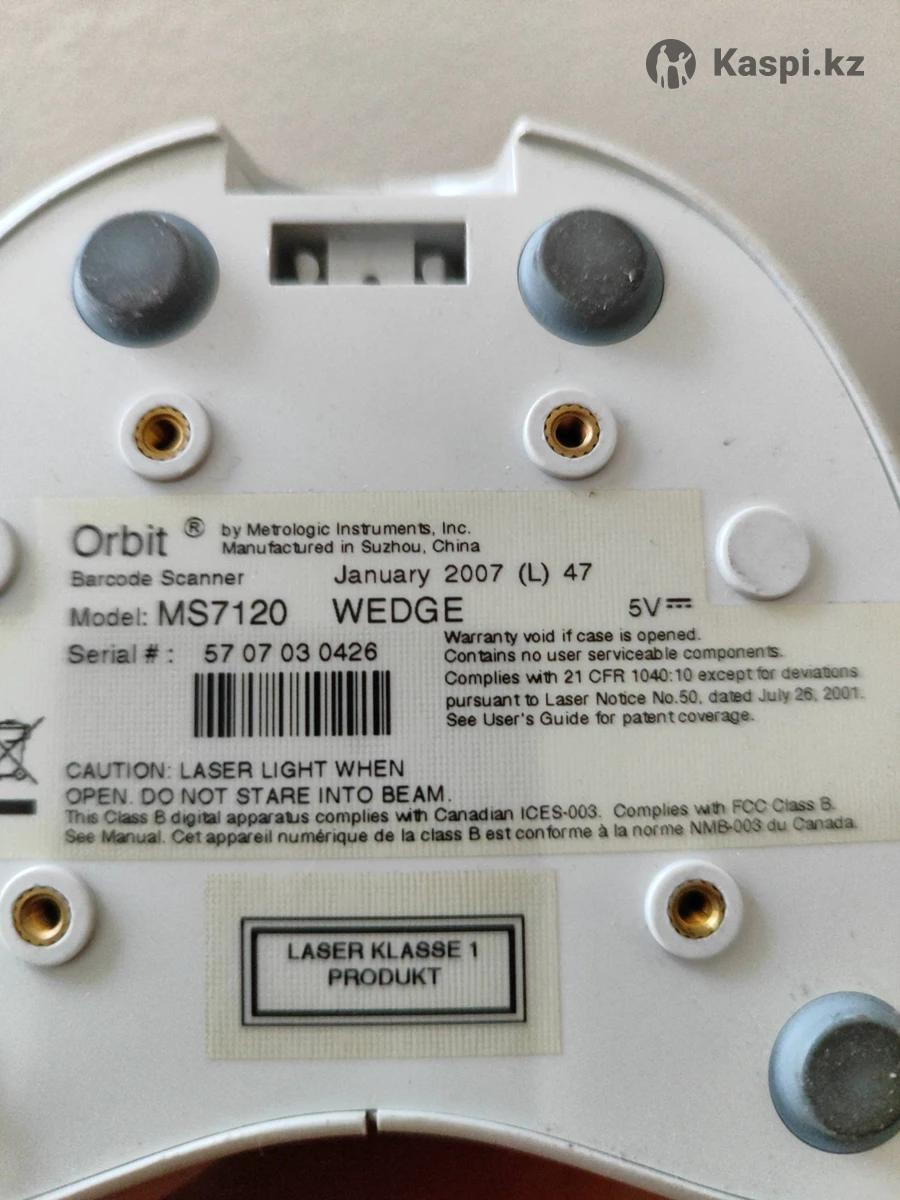 Kaspi.kz
Orbit ® by Metrologic Instruments, Inc.
Manufactured in Suzhou, China
Barcode Scanner January 2007 (L) 47
Model: MS7120 WEDGE 5V
Serial # : 57 07 03 0426
Warranty void if case is opened.
Contains no user serviceable components.
Complies with 21 CFR 1040:10 except for deviations
pursuant to Laser Notice No.50, dated July 26, 2001.
See User's Guide for patent coverage.
CAUTION: LASER LIGHT WHEN
OPEN. DO NOT STARE INTO BEAM.
This Class B digital apparatus complies with Canadian ICES-003. Complies with FCC Class B.
See Manual. Cet appareil numérique de la class B est conforme à la norme NMB-003 du Canada.
LASER KLASSE 1
PRODUKT